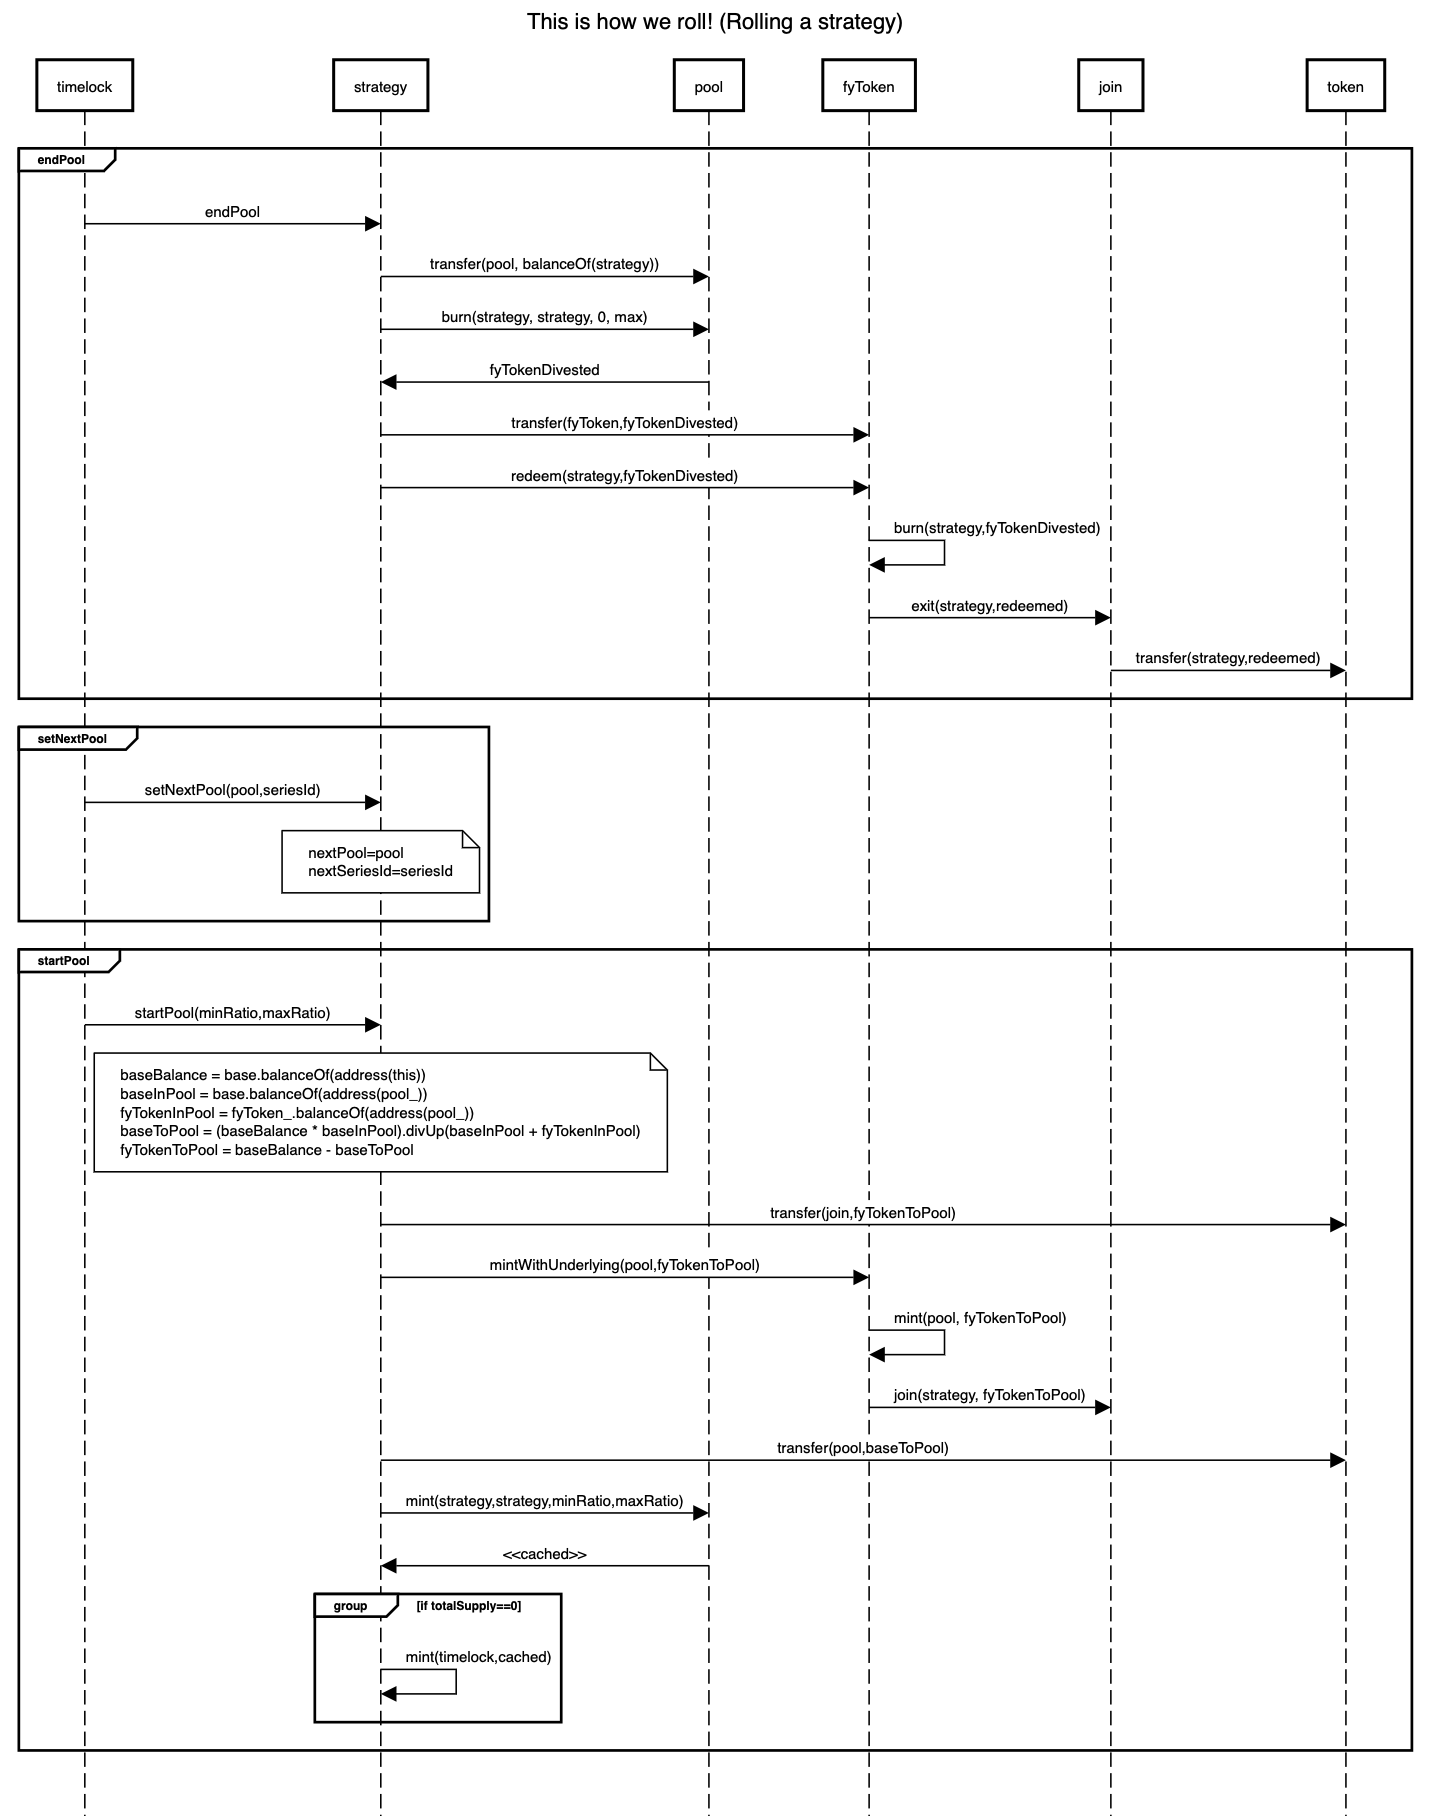 This is how we roll! (Rolling a strategy)
timelock
strategy
pool
fyToken
join
token
endPool
endPool
transfer(pool, balanceOf(strategy))
burn(strategy, strategy, 0, max)
fyTokenDivested
transfer(fyToken,fyTokenDivested)
redeem(strategy,fyTokenDivested)
burn(strategy,fyTokenDivested)
exit(strategy,redeemed)
transfer(strategy,redeemed)
setNextPool
setNextPool(pool,seriesId)
nextPool=pool
nextSeriesId=seriesId
startPool
startPool(minRatio,maxRatio)
baseBalance = base.balanceOf(address(this))
baseInPool = base.balanceOf(address(pool_))
fyTokenInPool = fyToken_.balanceOf(address(pool_))
baseToPool = (baseBalance * baseInPool).divUp(baseInPool + fyTokenInPool)
fyTokenToPool = baseBalance - baseToPool
transfer(join,fyTokenToPool)
mintWithUnderlying(pool,fyTokenToPool)
mint(pool, fyTokenToPool)
join(strategy, fyTokenToPool)
transfer(pool,baseToPool)
mint(strategy,strategy,minRatio,maxRatio)
<<cached>>
group
[if totalSupply==0]
mint(timelock,cached)